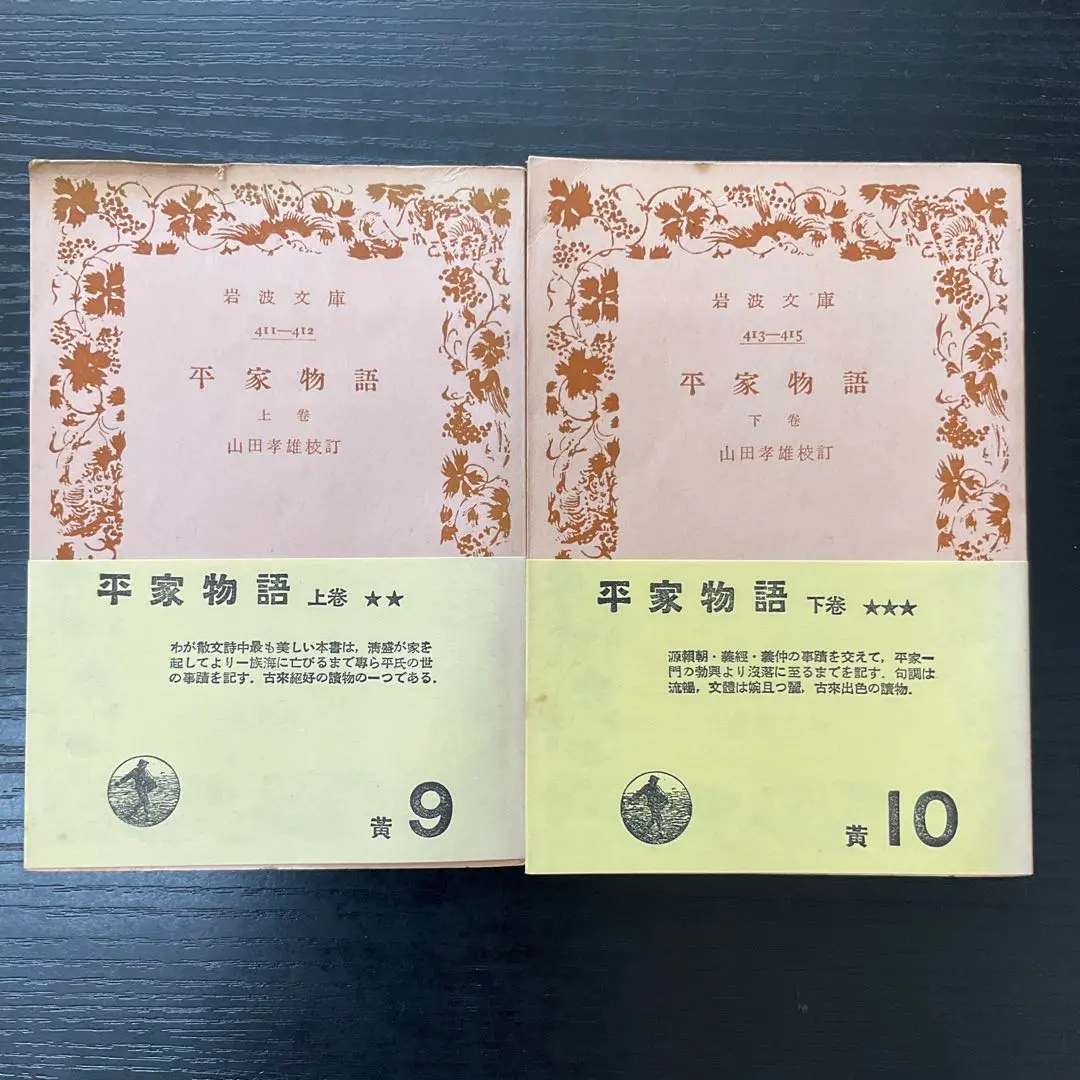 岩波文庫
411—412
平家物語
上卷
山田孝雄校訂
平家物語 上卷 ★★
わが散文詩中最も美しい本書は，淸盛が家を
起してより一族海に亡びるまで專ら平氏の世
の事蹟を記す．古來絕好の讀物の一つである．
黃 9
岩波文庫
413—415
平家物語
下卷
山田孝雄校訂
平家物語 下卷 ★★★
源賴朝・義經・義仲の事蹟を交えて，平家一
門の勃興より沒落に至るまでを記す．句調は
流暢，文體は婉且つ麗，古來出色の讀物．
黃 10